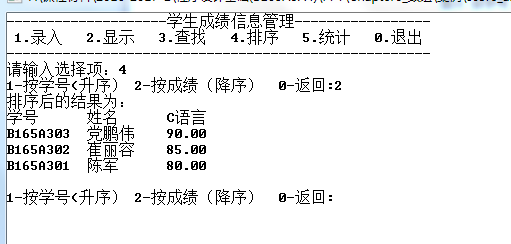 -----------------------学生成绩信息管理-----------------------
1.录入 2.显示 3.查找 4.排序 5.统计 0.退出
请输入选择项：4
1-按学号(升序) 2-按成绩（降序） 0-返回:2
排序后的结果为：
学号 姓名 C语言
B165A303 党鹏伟 90.00
B165A302 崔丽容 85.00
B165A301 陈军 80.00
1-按学号(升序) 2-按成绩（降序） 0-返回：